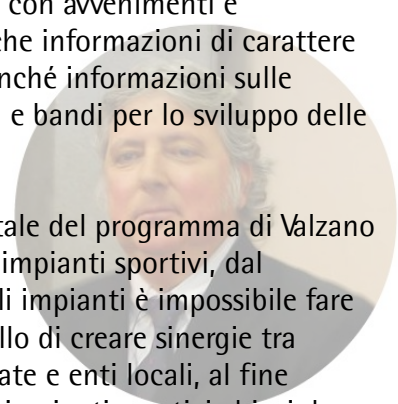 con avvenimenti e
che informazioni di carattere
nché informazioni sulle
e bandi per lo sviluppo delle
tale del programma di Valzano
impianti sportivi, dal
li impianti è impossibile fare
llo di creare sinergie tra
ate e enti locali, al fine